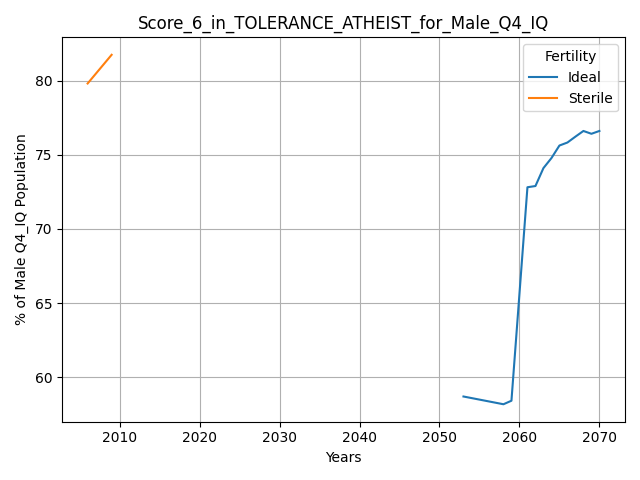 Score_6_in_TOLERANCE_ATHEIST_for_Male_Q4_IQ
Fertility
Ideal
Sterile
% of Male Q4_IQ Population
80
75
70
65
60
2010 2020 2030 2040 2050 2060 2070
Years